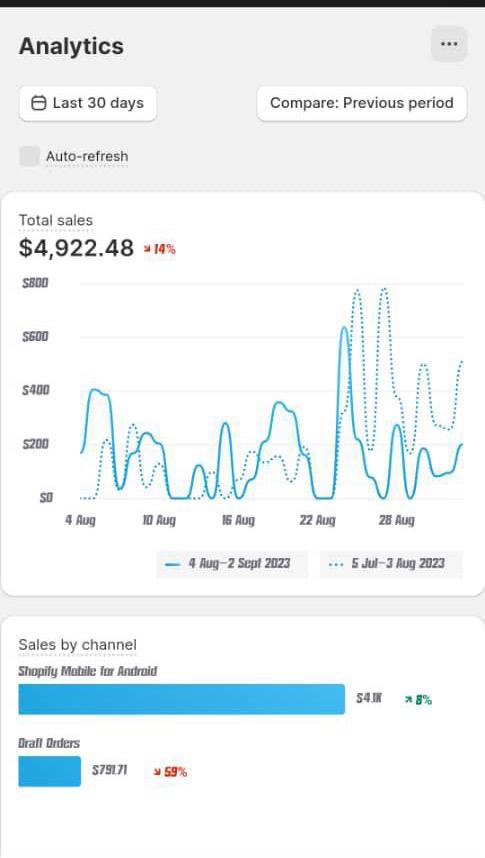 Analytics
Last 30 days
Compare: Previous period
Auto-refresh
Total sales
$4,922.48 14%
$800
$600
$400
$200
$0
4 Aug 10 Aug 16 Aug 22 Aug 28 Aug
4 Aug–2 Sept 2023 5 Jul–3 Aug 2023
Sales by channel
Shopify Mobile for Android
$4.1K 8%
Draft Orders
$791.71 59%